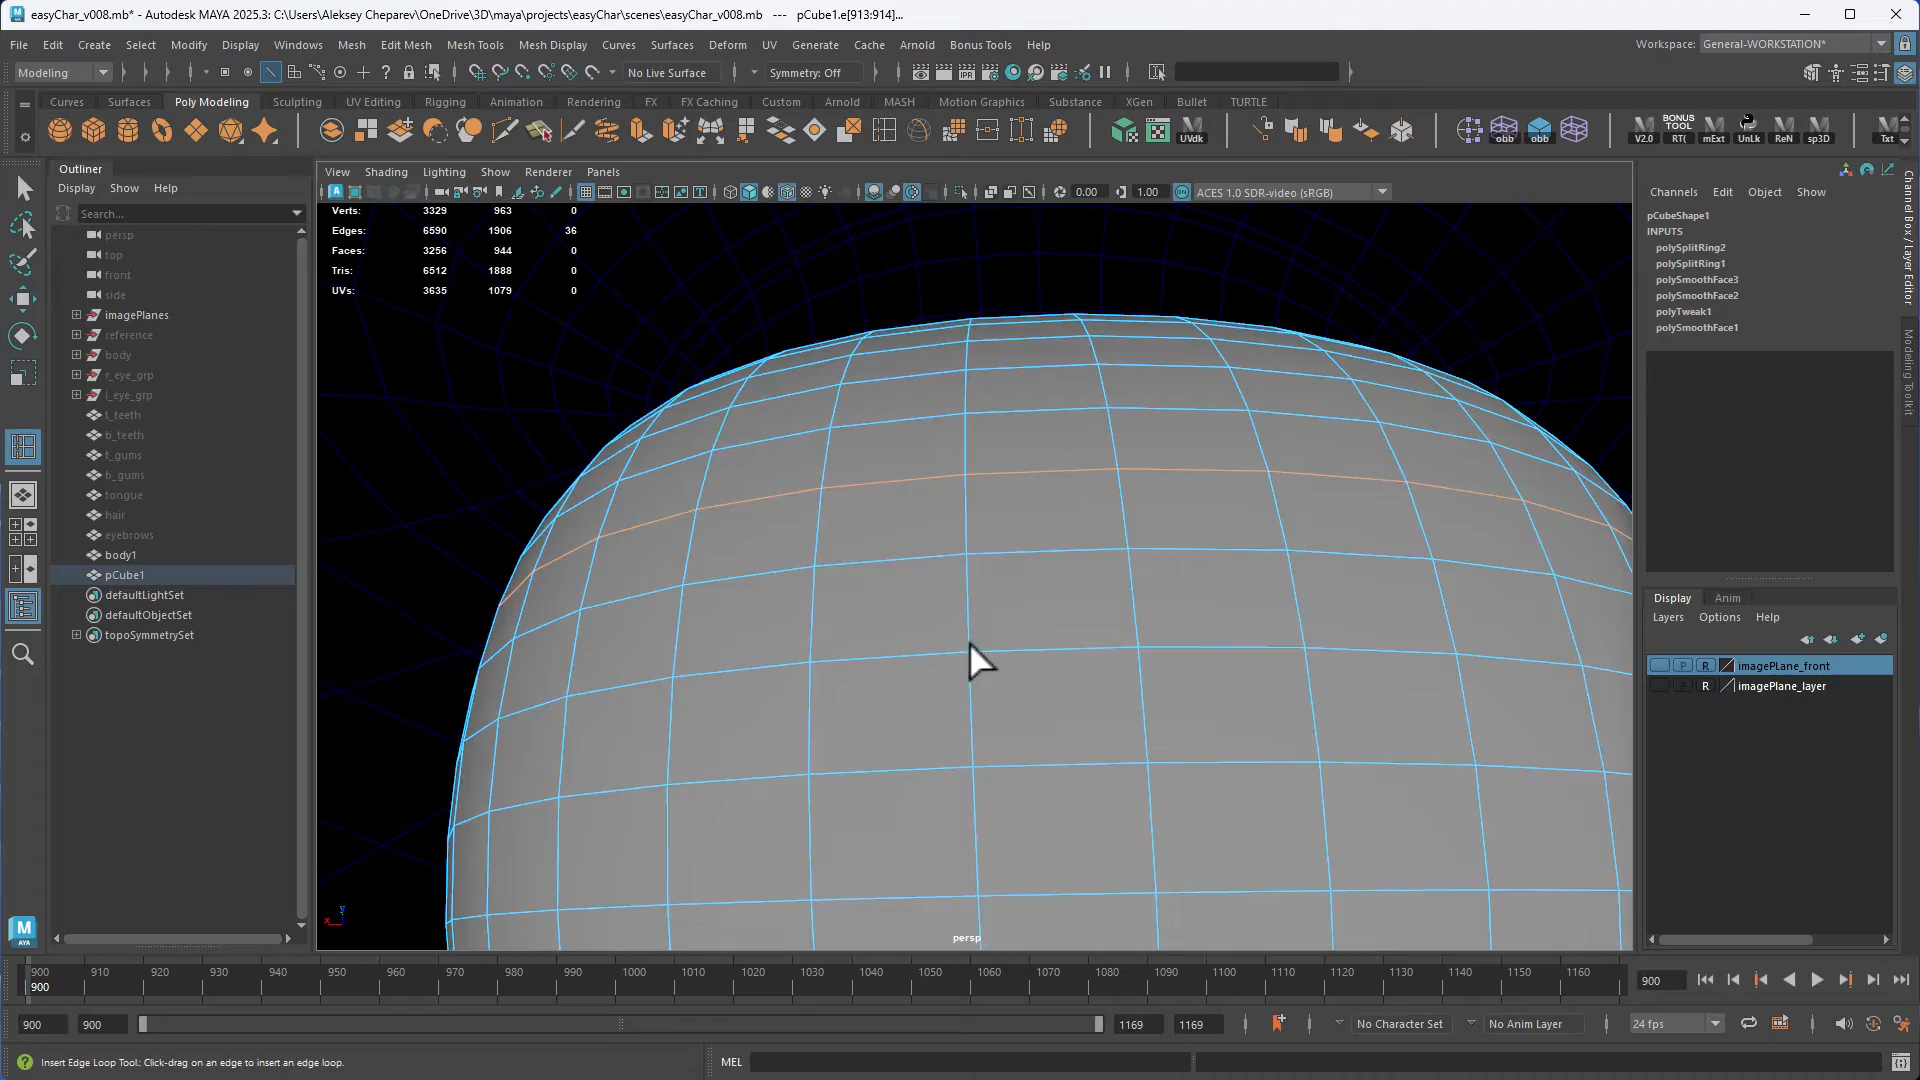 easyChar_v008.mb* - Autodesk MAYA 2025.3: C:\Users\Aleksey Cheparev\OneDrive\3D\maya\projects\easyChar\scenes\easyChar_v008.mb   ---   pCube1.e[913:914]...
File Edit Create Select Modify Display Windows Mesh Edit Mesh Mesh Tools Mesh Display Curves Surfaces Deform UV Generate Cache Arnold Bonus Tools Help
Workspace: General-WORKSTATION*
Modeling No Live Surface Symmetry: Off
IPR
Curves Surfaces Poly Modeling Sculpting UV Editing Rigging Animation Rendering FX FX Caching Custom Arnold MASH Motion Graphics Substance XGen Bullet TURTLE
UVdk obb obb V2.0 BONUS TOOL RT( mExt UnLk ReN sp3D Txt
Outliner
Display Show Help
Search...
persp
top
front
side
imagePlanes
reference
body
r_eye_grp
l_eye_grp
t_teeth
b_teeth
t_gums
b_gums
tongue
hair
eyebrows
body1
pCube1
defaultLightSet
defaultObjectSet
topoSymmetrySet
View Shading Lighting Show Renderer Panels
0.00 1.00 ON ACES 1.0 SDR-video (sRGB)
Verts: 3329 963 0
Edges: 6590 1906 36
Faces: 3256 944 0
Tris: 6512 1888 0
UVs: 3635 1079 0
x y
persp
Channels Edit Object Show
pCubeShape1
INPUTS
polySplitRing2
polySplitRing1
polySmoothFace3
polySmoothFace2
polyTweak1
polySmoothFace1
Channel Box / Layer Editor
Modeling Toolkit
Display Anim
Layers Options Help
P R imagePLane_front
P R imagePlane_layer
900 910 920 930 940 950 960 970 980 990 1000 1010 1020 1030 1040 1050 1060 1070 1080 1090 1100 1110 1120 1130 1140 1150 1160
900
900
900 900 1169 1169 No Character Set No Anim Layer 24 fps
Insert Edge Loop Tool: Click-drag on an edge to insert an edge loop.
MEL